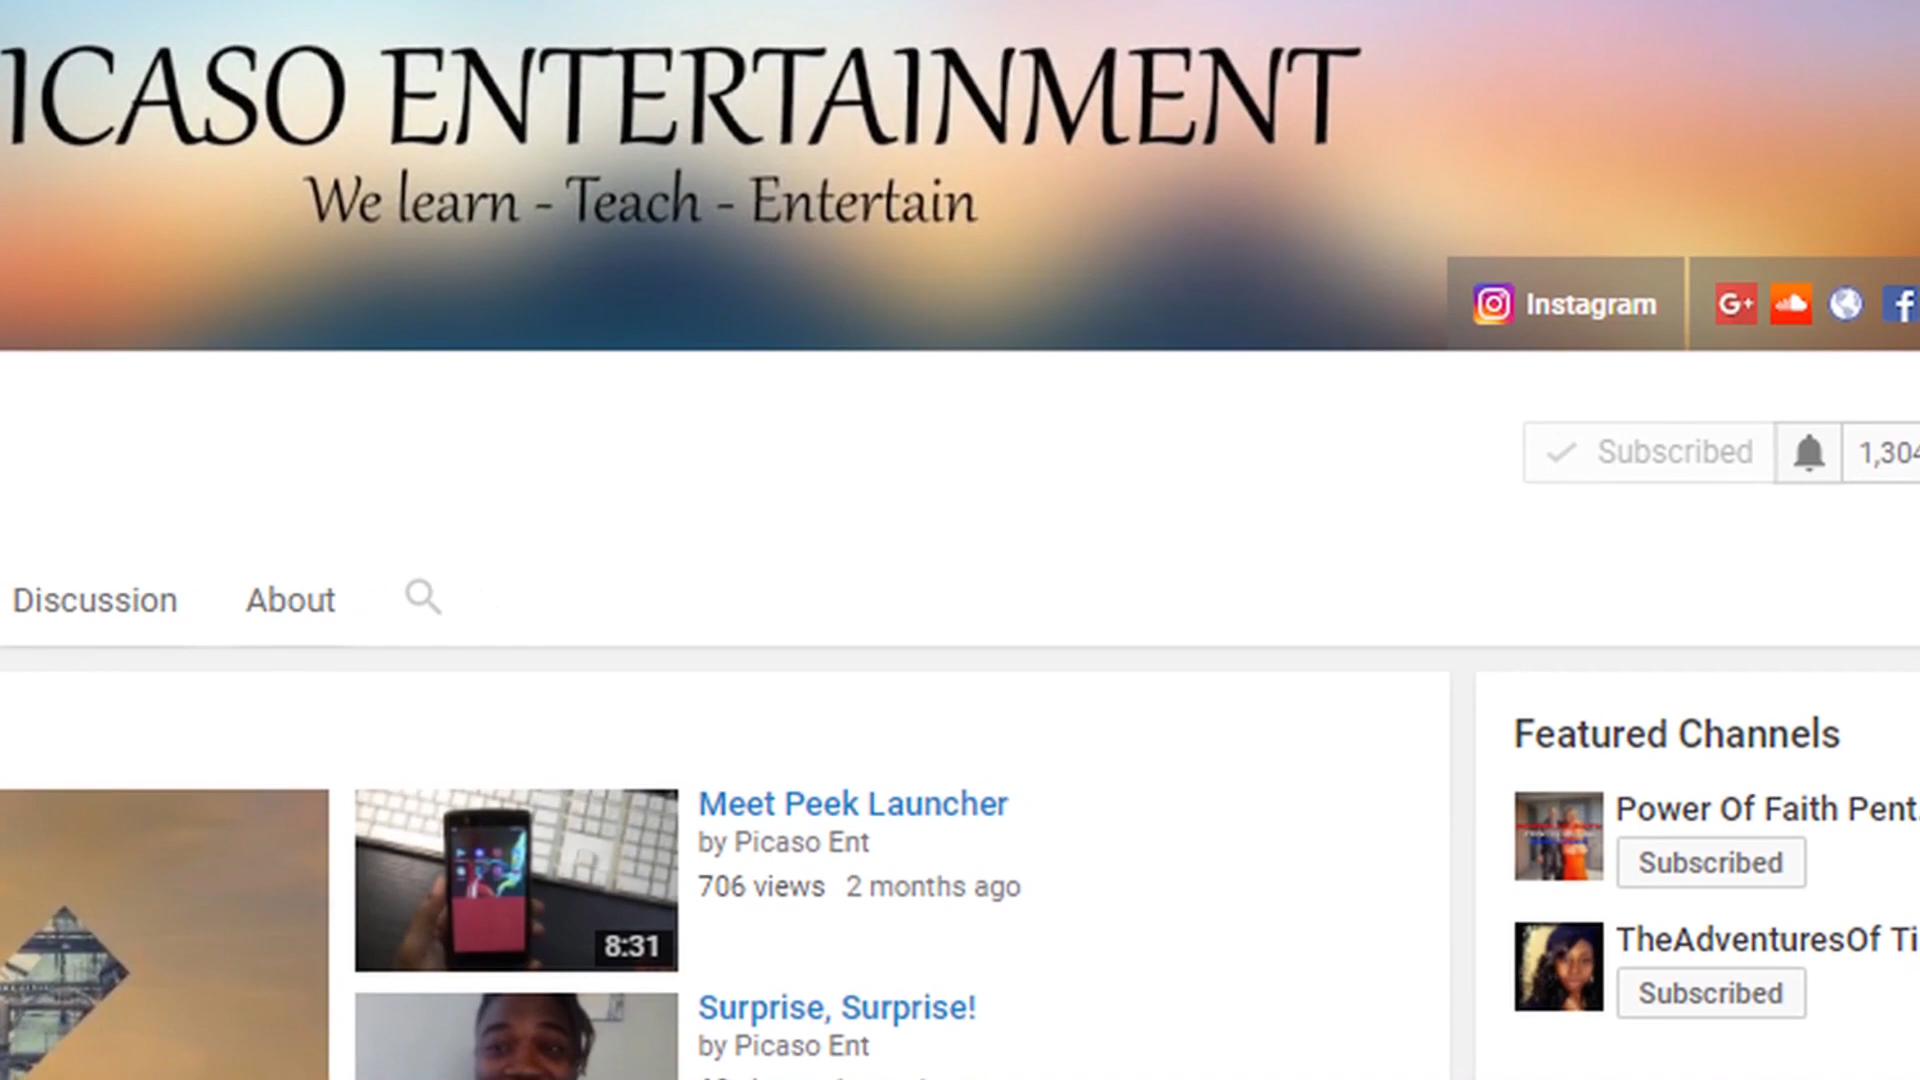 ICASO ENTERTAINMENT
We learn - Teach - Entertain
Instagram
G+
f
Subscribed
1,304
Discussion
About
Featured Channels
Meet Peek Launcher
by Picaso Ent
706 views 2 months ago
8:31
Power Of Faith Pent.
Subscribed
TheAdventuresOf Ti
Subscribed
Surprise, Surprise!
by Picaso Ent